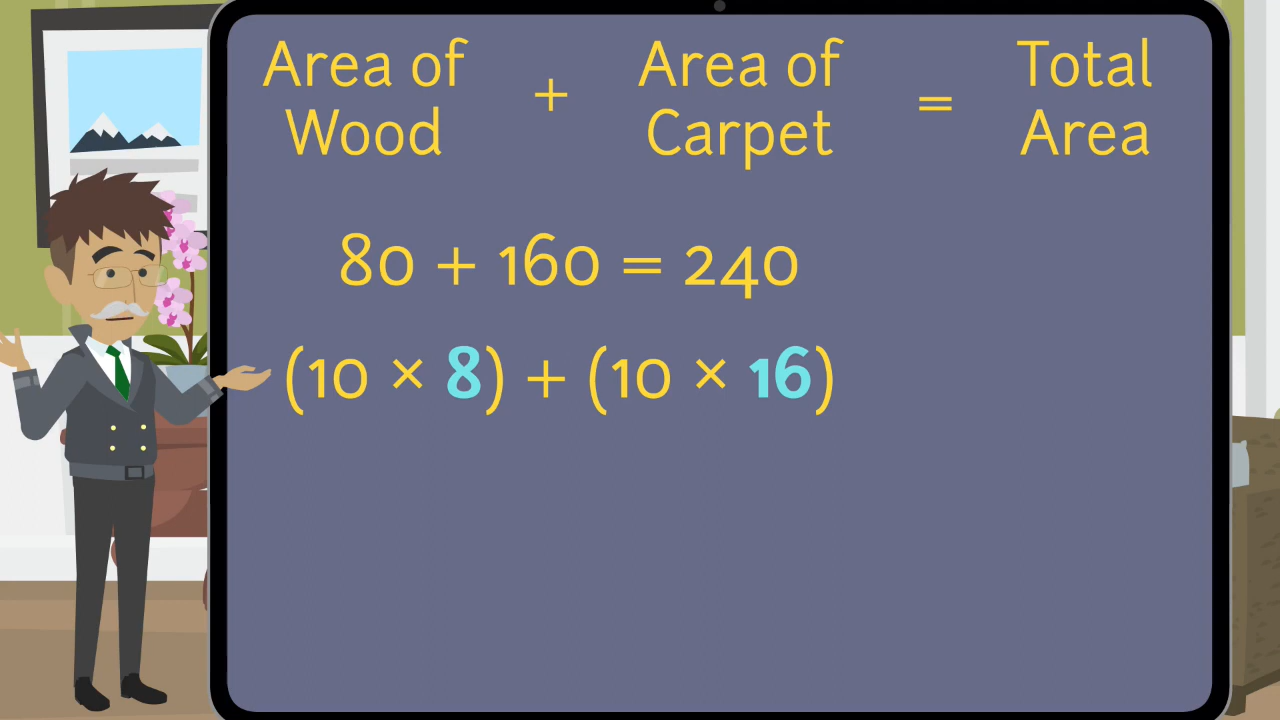 Area of Wood + Area of Carpet = Total Area
80 + 160 = 240
(10 × 8) + (10 × 16)